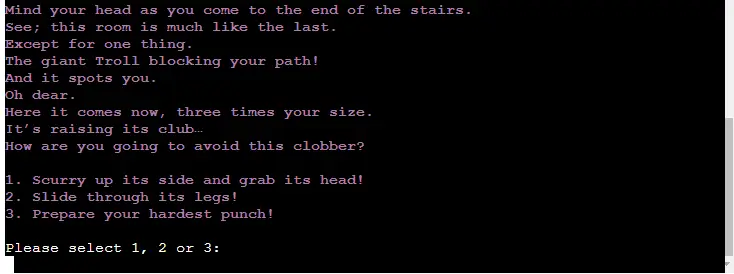 Mind your head as you come to the end of the stairs.
See; this room is much like the last.
Except for one thing.
The giant Troll blocking your path!
And it spots you.
Oh dear.
Here it comes now, three times your size.
It’s raising its club…
How are you going to avoid this clobber?
1. Scurry up its side and grab its head!
2. Slide through its legs!
3. Prepare your hardest punch!
Please select 1, 2 or 3: